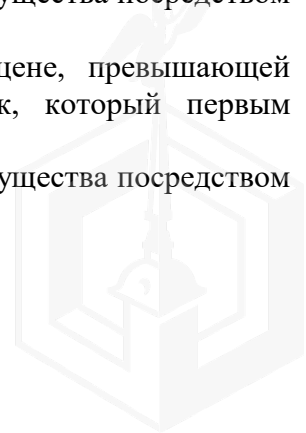 ущества посредством
цене, превышающей
к, который первым
ущества посредством